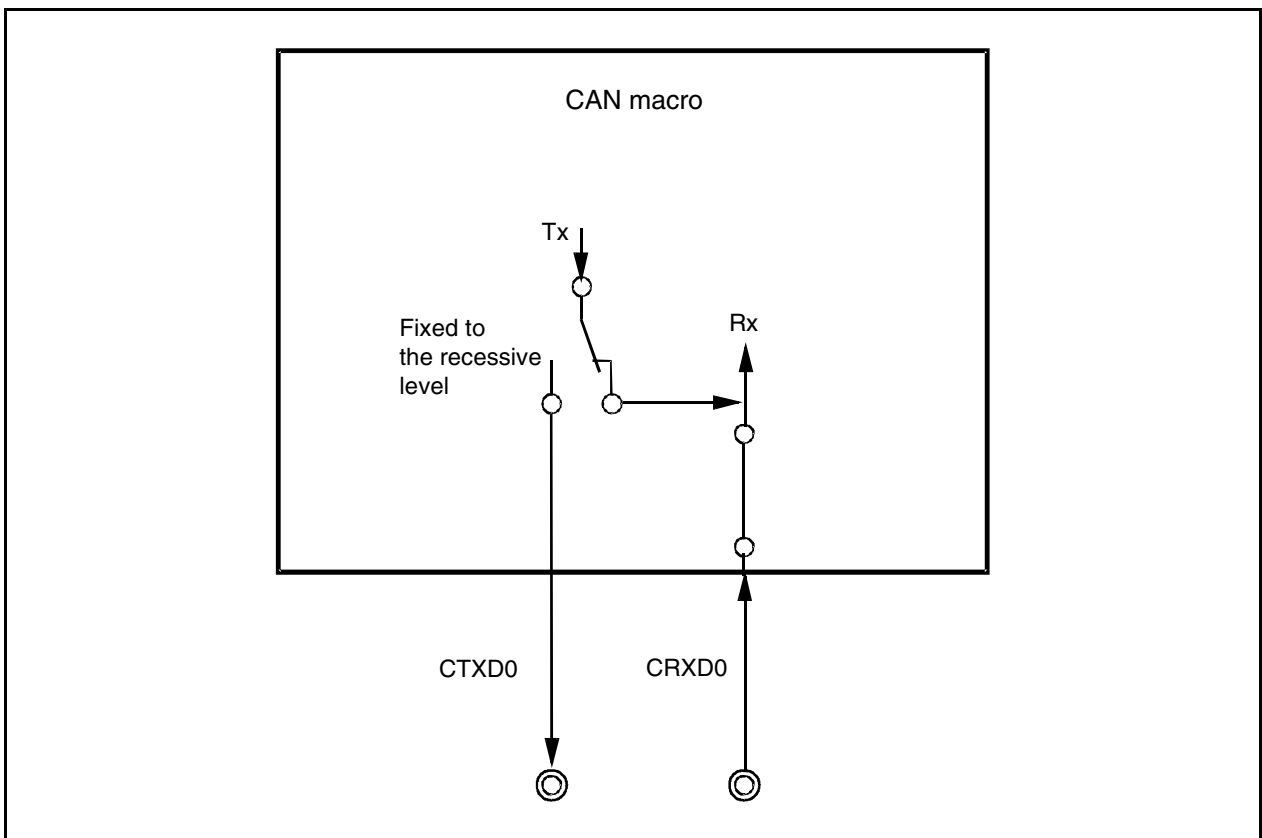 CAN macro
Tx
Fixed to
the recessive
level
Rx
CTXD0
CRXD0